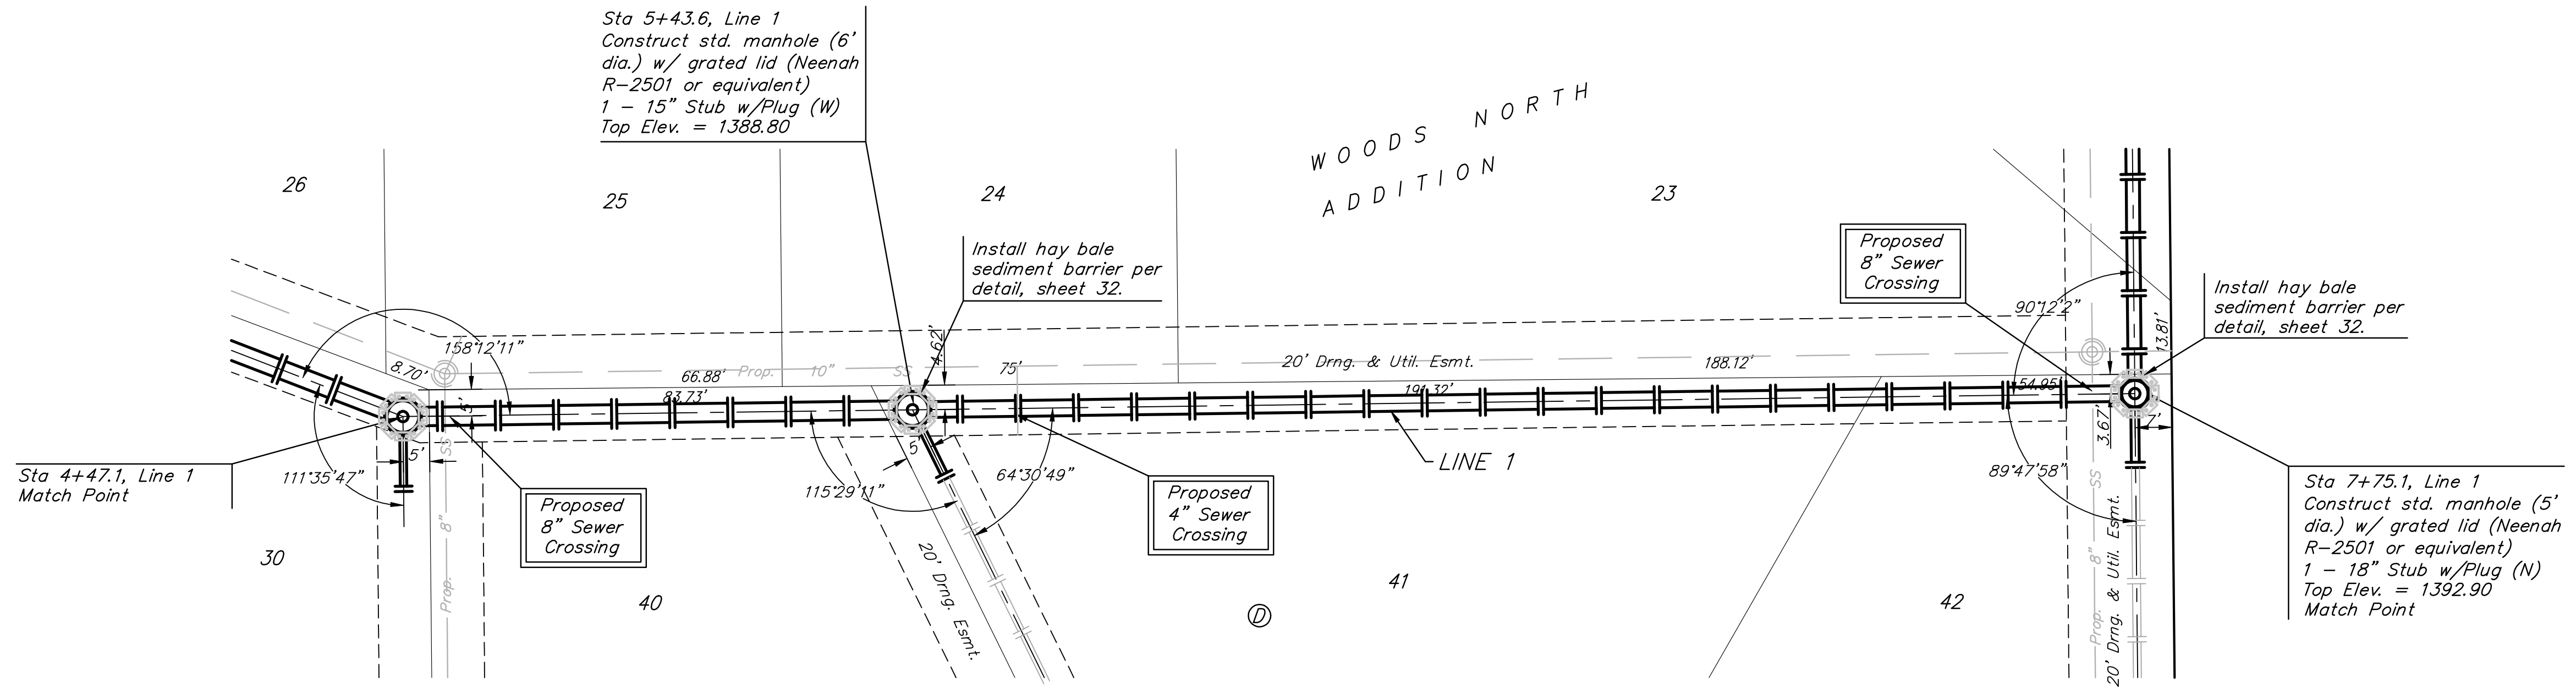 Sta 5+43.6, Line 1
Construct std. manhole (6'
dia.) w/ grated lid (Neenah
R-2501 or equivalent)
1 - 15" Stub w/Plug (W)
Top Elev. = 1388.80
WOODS NORTH
ADDITION
26
25
24
23
Install hay bale
sediment barrier per
detail, sheet 32.
Proposed
8" Sewer
Crossing
Install hay bale
sediment barrier per
detail, sheet 32.
90°12'2"
13.81'
158°12'11"
8.70'
66.88'
Prop. 10" SS
4.62'
75'
20' Drng. & Util. Esmt.
188.12'
83.73'
191.32'
54.95'
5'
7'
3.67'
LINE 1
Sta 4+47.1, Line 1
Match Point
5'
SS
111°35'47"
115°29'11"
5'
64°30'49"
89°47'58"
SS
Proposed
8" Sewer
Crossing
Proposed
4" Sewer
Crossing
Sta 7+75.1, Line 1
Construct std. manhole (5'
dia.) w/ grated lid (Neenah
R-2501 or equivalent)
1 - 18" Stub w/Plug (N)
Top Elev. = 1392.90
Match Point
30
Prop. 8"
40
20' Drng. Esmt.
D
41
42
Prop. 8"
20' Drng. & Util. Esmt.